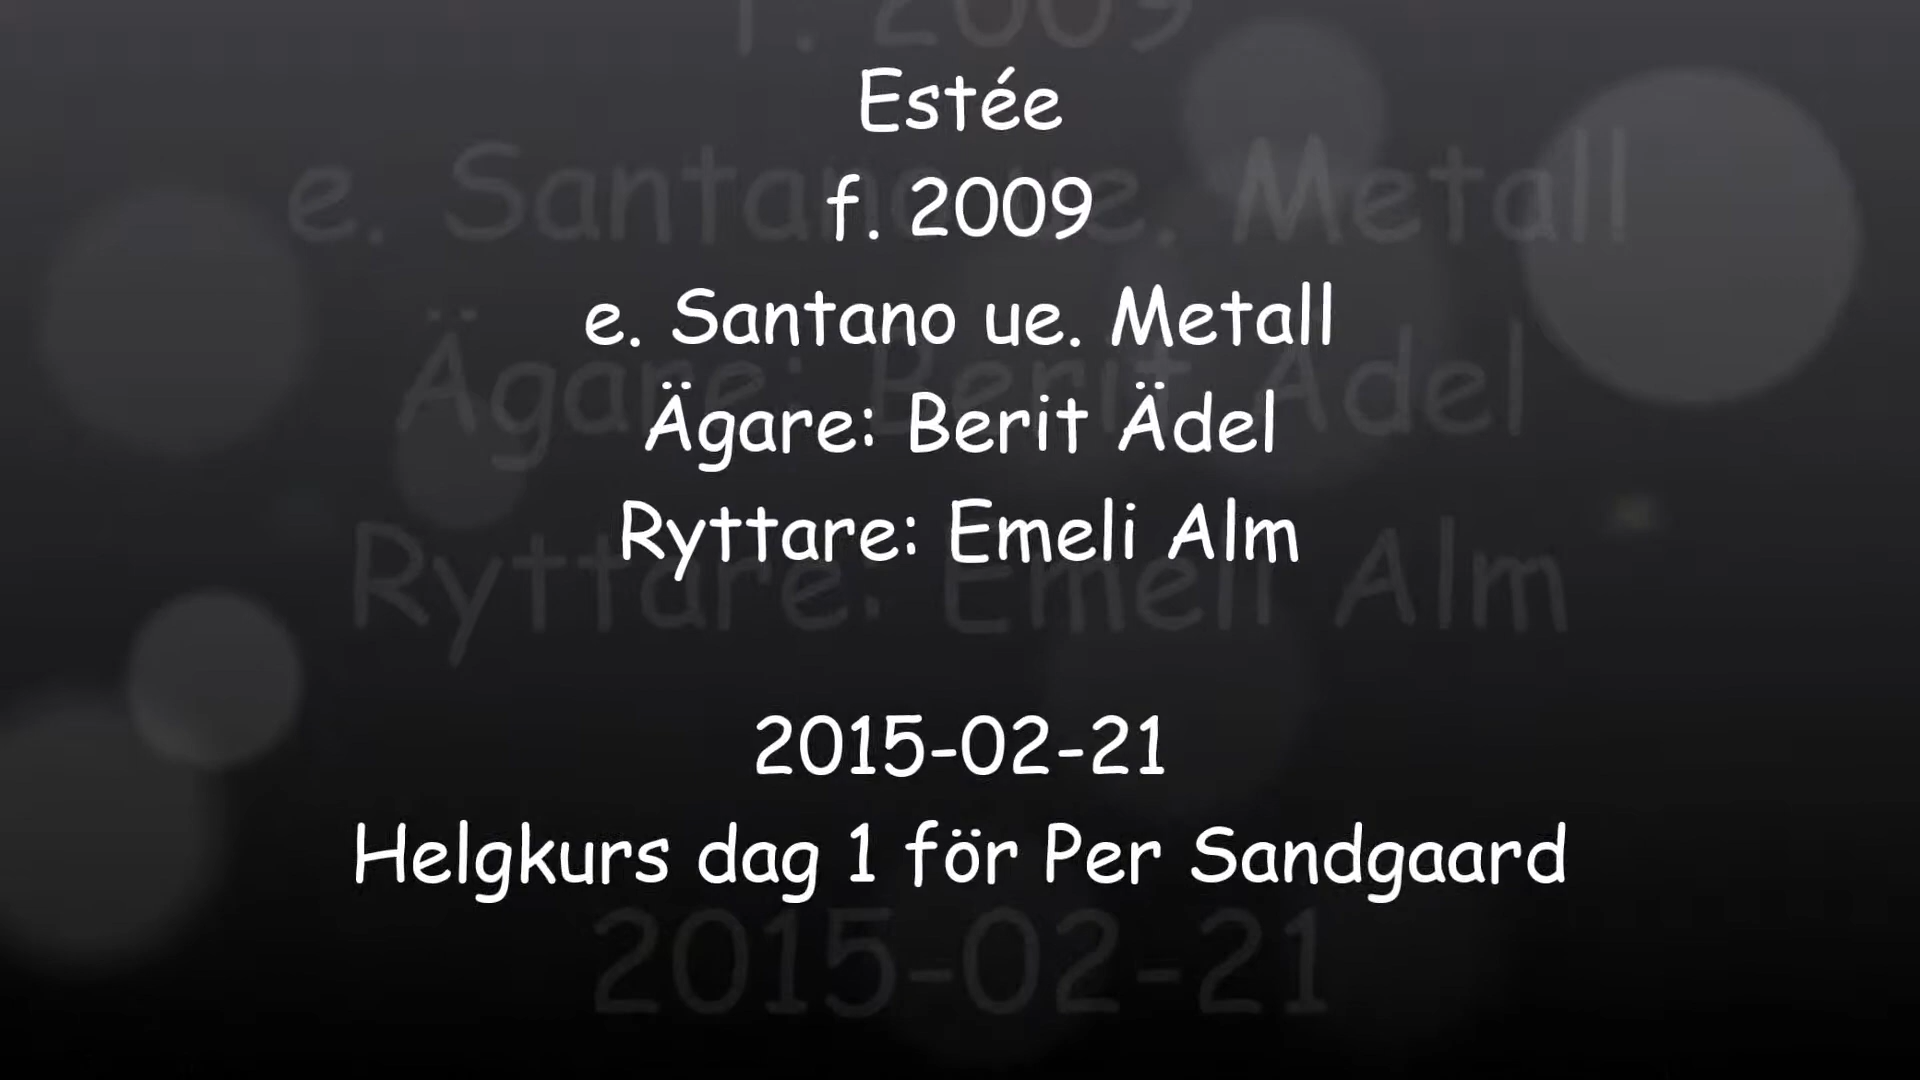 Estée
f. 2009
e. Santano ue. Metall
Ägare: Berit Ädel
Ryttare: Emeli Alm
2015-02-21
Helgkurs dag 1 för Per Sandgaard